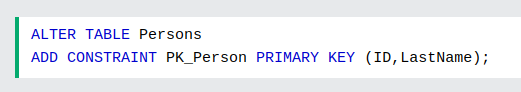 ALTER TABLE Persons
ADD CONSTRAINT PK_Person PRIMARY KEY (ID,LastName);